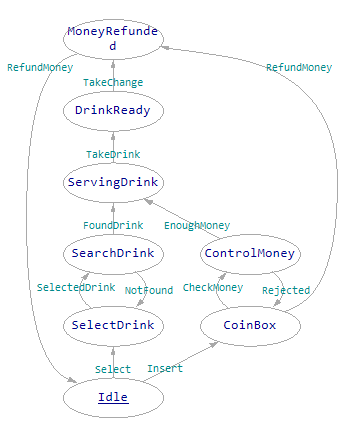 MoneyRefunde
d
RefundMoney
RefundMoney
TakeChange
DrinkReady
TakeDrink
ServingDrink
FoundDrink
EnoughMoney
SearchDrink
ControlMoney
SelectedDrink
NotFound
CheckMoney
Rejected
SelectDrink
CoinBox
Select
Insert
Idle